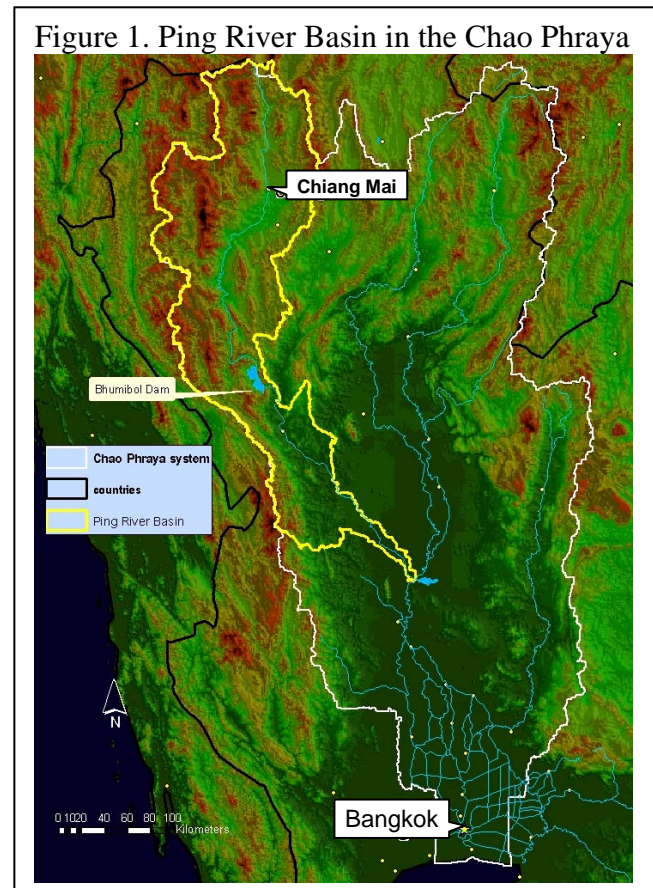 Figure 1. Ping River Basin in the Chao Phraya
Chiang Mai
Bhumibol Dam
Chao Phraya system
countries
Ping River Basin
N
0 10 20 40 60 80 100
Kilometers
Bangkok